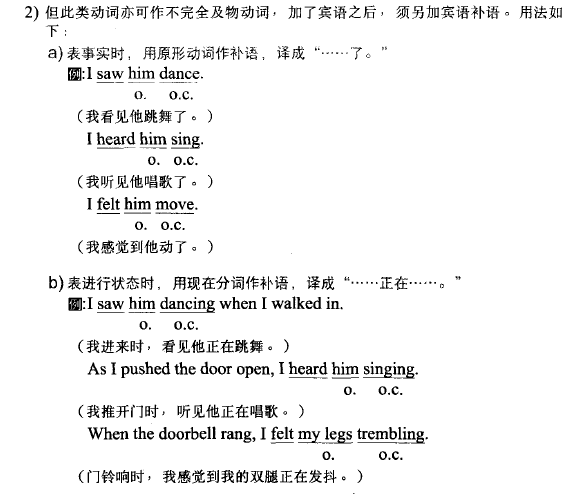 2) 但此类动词亦可作不完全及物动词，加了宾语之后，须另加宾语补语。用法如
下：
a) 表事实时，用原形动词作补语，译成“……了。”
例:I saw him dance.
o. o.c.
（我看见他跳舞了。）
I heard him sing.
o. o.c.
（我听见他唱歌了。）
I felt him move.
o. o.c.
（我感觉到他动了。）
b) 表进行状态时，用现在分词作补语，译成“……正在……。”
例:I saw him dancing when I walked in.
o. o.c.
（我进来时，看见他正在跳舞。）
As I pushed the door open, I heard him singing.
o. o.c.
（我推开门时，听见他正在唱歌。）
When the doorbell rang, I felt my legs trembling.
o. o.c.
（门铃响时，我感觉到我的双腿正在发抖。）